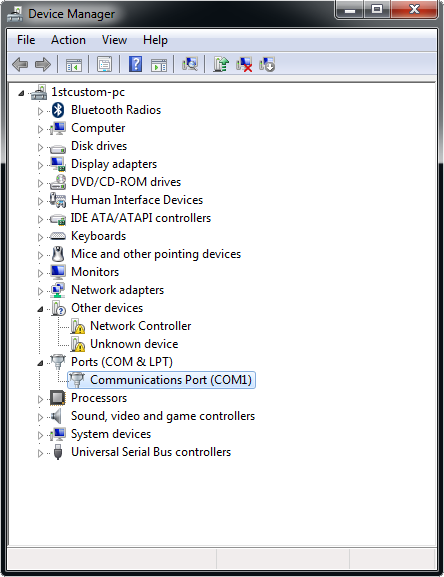 Device Manager
File Action View Help
1stcustom-pc
Bluetooth Radios
Computer
Disk drives
Display adapters
DVD/CD-ROM drives
Human Interface Devices
IDE ATA/ATAPI controllers
Keyboards
Mice and other pointing devices
Monitors
Network adapters
Other devices
Network Controller
Unknown device
Ports (COM & LPT)
Communications Port (COM1)
Processors
Sound, video and game controllers
System devices
Universal Serial Bus controllers